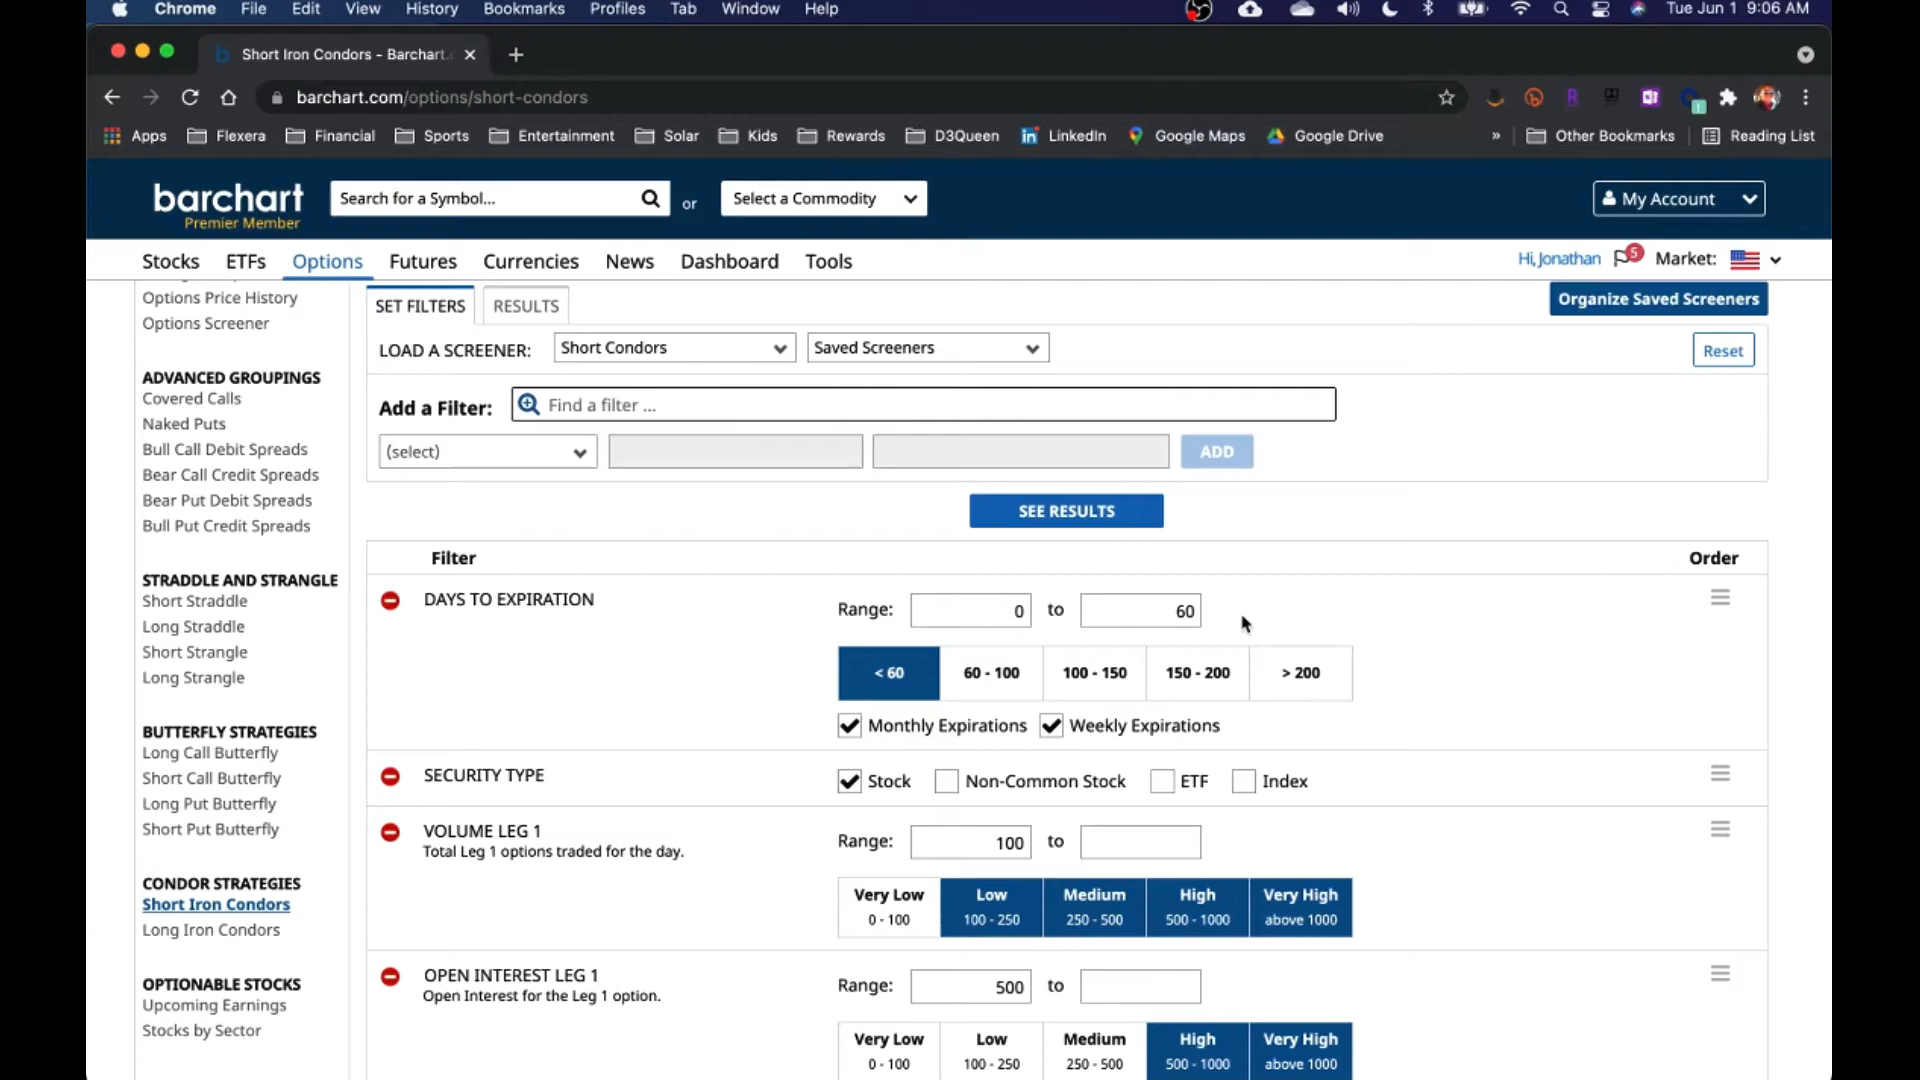 Chrome File Edit View History Bookmarks Profiles Tab Window Help Tue Jun 1 9:06 AM
Short Iron Condors - Barchart.
barchart.com/options/short-condors
Apps Flexera Financial Sports Entertainment Solar Kids Rewards D3Queen LinkedIn Google Maps Google Drive » Other Bookmarks Reading List
barchart
Premier Member
Search for a Symbol... or Select a Commodity My Account
Stocks ETFs Options Futures Currencies News Dashboard Tools Hi, Jonathan 5 Market:
Options Price History
Options Screener
ADVANCED GROUPINGS
Covered Calls
Naked Puts
Bull Call Debit Spreads
Bear Call Credit Spreads
Bear Put Debit Spreads
Bull Put Credit Spreads
STRADDLE AND STRANGLE
Short Straddle
Long Straddle
Short Strangle
Long Strangle
BUTTERFLY STRATEGIES
Long Call Butterfly
Short Call Butterfly
Long Put Butterfly
Short Put Butterfly
CONDOR STRATEGIES
Short Iron Condors
Long Iron Condors
OPTIONABLE STOCKS
Upcoming Earnings
Stocks by Sector
SET FILTERS RESULTS Organize Saved Screeners
LOAD A SCREENER: Short Condors Saved Screeners Reset
Add a Filter: Find a filter ...
(select) ADD
SEE RESULTS
Filter Order
DAYS TO EXPIRATION Range: 0 to 60
< 60 60 - 100 100 - 150 150 - 200 > 200
Monthly Expirations Weekly Expirations
SECURITY TYPE Stock Non-Common Stock ETF Index
VOLUME LEG 1 Range: 100 to
Total Leg 1 options traded for the day.
Very Low Low Medium High Very High
0 - 100 100 - 250 250 - 500 500 - 1000 above 1000
OPEN INTEREST LEG 1 Range: 500 to
Open Interest for the Leg 1 option.
Very Low Low Medium High Very High
0 - 100 100 - 250 250 - 500 500 - 1000 above 1000